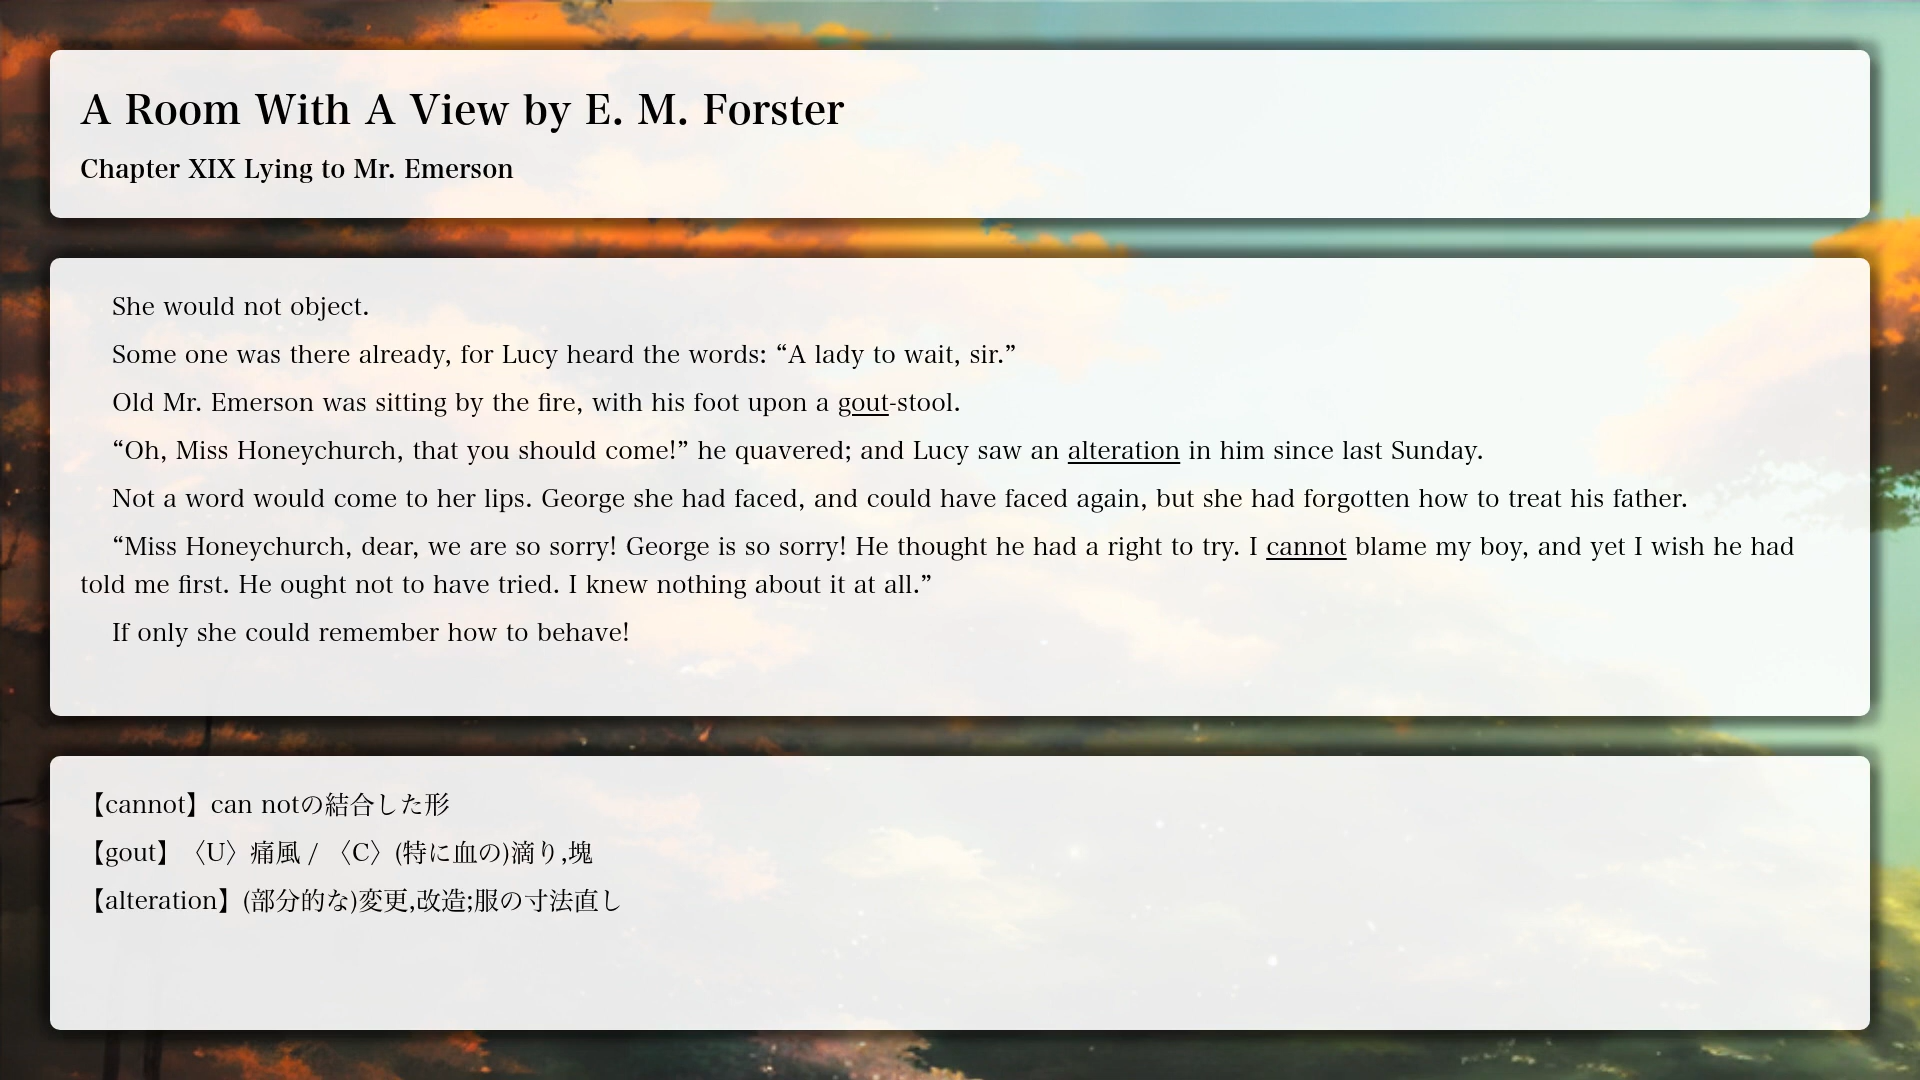 A Room With A View by E. M. Forster
Chapter XIX Lying to Mr. Emerson
She would not object.
Some one was there already, for Lucy heard the words: “A lady to wait, sir.”
Old Mr. Emerson was sitting by the fire, with his foot upon a gout-stool.
“Oh, Miss Honeychurch, that you should come!” he quavered; and Lucy saw an alteration in him since last Sunday.
Not a word would come to her lips. George she had faced, and could have faced again, but she had forgotten how to treat his father.
“Miss Honeychurch, dear, we are so sorry! George is so sorry! He thought he had a right to try. I cannot blame my boy, and yet I wish he had
told me first. He ought not to have tried. I knew nothing about it at all.”
If only she could remember how to behave!
【cannot】can notの結合した形
【gout】〈U〉痛風 / 〈C〉(特に血の)滴り,塊
【alteration】(部分的な)変更,改造;服の寸法直し